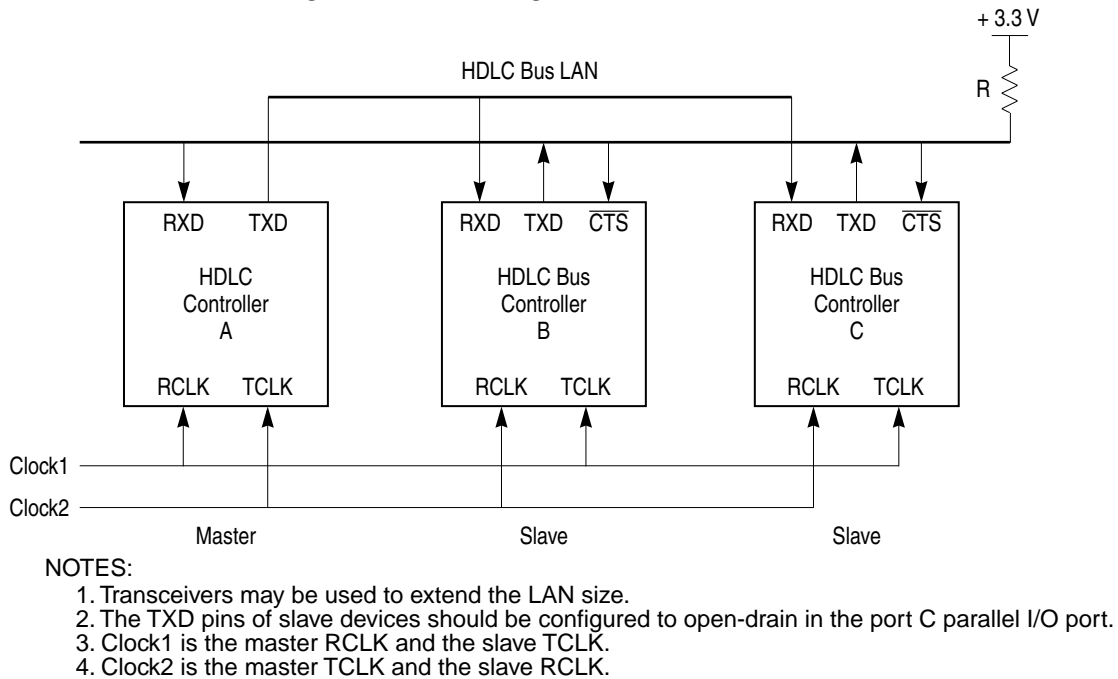 + 3.3 V
HDLC Bus LAN
R
RXD TXD
RXD TXD CTS
RXD TXD CTS
HDLC
Controller
A
HDLC Bus
Controller
B
HDLC Bus
Controller
C
RCLK TCLK
RCLK TCLK
RCLK TCLK
Clock1
Clock2
Master
Slave
Slave
NOTES:
1. Transceivers may be used to extend the LAN size.
2. The TXD pins of slave devices should be configured to open-drain in the port C parallel I/O port.
3. Clock1 is the master RCLK and the slave TCLK.
4. Clock2 is the master TCLK and the slave RCLK.